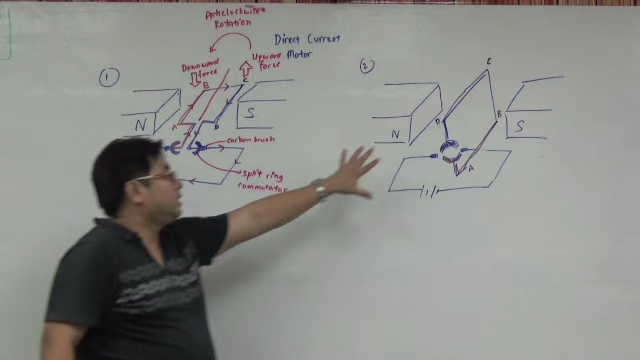 Anticlockwise
Rotation
Direct Current
Motor
①
Downward
force
Upward
force
B
C
A
D
N
S
carbon brush
split ring
commutator
②
C
D
B
N
S
A